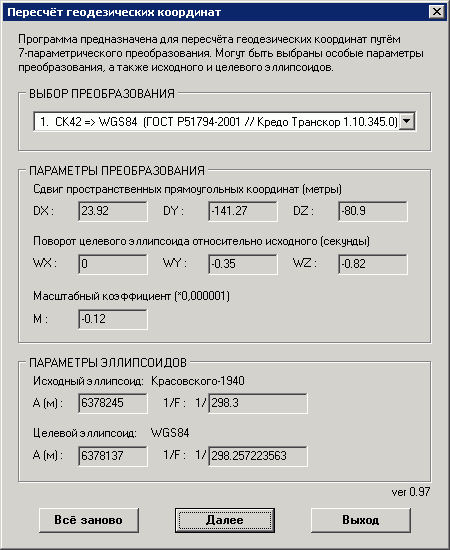 Пересчёт геодезических координат
Программа предназначена для пересчёта геодезических координат путём
7-параметрического преобразования. Могут быть выбраны особые параметры
преобразования, а также исходного и целевого эллипсоидов.
ВЫБОР ПРЕОБРАЗОВАНИЯ
1. СК42 => WGS84 (ГОСТ Р51794-2001 // Кредо Транскор 1.10.345.0)
ПАРАМЕТРЫ ПРЕОБРАЗОВАНИЯ
Сдвиг пространственных прямоугольных координат (метры)
DX : 23.92 DY : -141.27 DZ : -80.9
Поворот целевого эллипсоида относительно исходного (секунды)
WX : 0 WY : -0.35 WZ : -0.82
Масштабный коэффициент (*0,000001)
M : -0.12
ПАРАМЕТРЫ ЭЛЛИПСОИДОВ
Исходный эллипсоид: Красовского-1940
A (м) : 6378245 1/F : 1/ 298.3
Целевой эллипсоид: WGS84
A (м) : 6378137 1/F : 1/ 298.257223563
ver 0.97
Всё заново Далее Выход